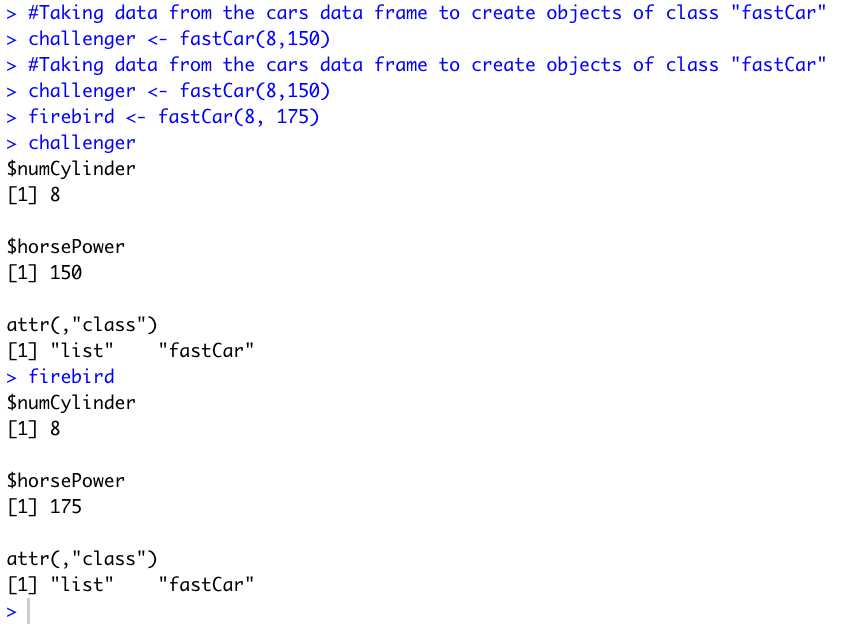 > #Taking data from the cars data frame to create objects of class "fastCar"
> challenger <- fastCar(8,150)
> #Taking data from the cars data frame to create objects of class "fastCar"
> challenger <- fastCar(8,150)
> firebird <- fastCar(8, 175)
> challenger
$numCylinder
[1] 8

$horsePower
[1] 150

attr(,"class")
[1] "list"    "fastCar"
> firebird
$numCylinder
[1] 8

$horsePower
[1] 175

attr(,"class")
[1] "list"    "fastCar"
>